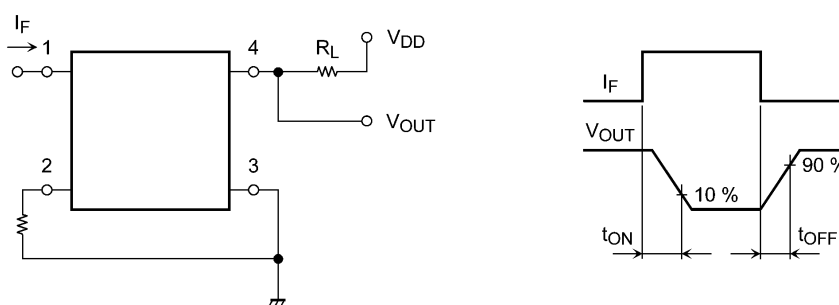 I_F
1
4
R_L
V_DD
V_OUT
2
3
I_F
V_OUT
10 %
90 %
t_ON
t_OFF